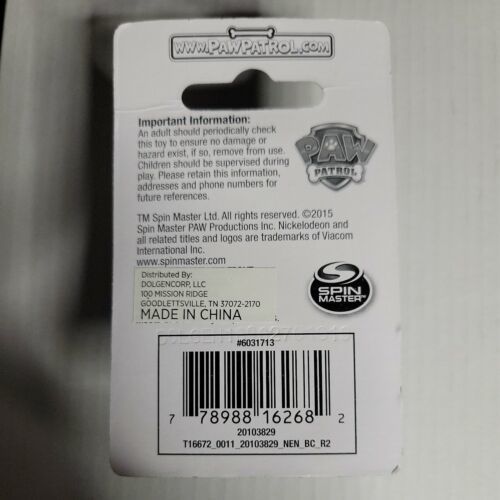 www.PawPatrol.com
Important Information:
An adult should periodically check
this toy to ensure no damage or
hazard exist, if so, remove from use.
Children should be supervised during
play. Please retain this information,
addresses and phone numbers for
future references.
PAW
PATROL
TM Spin Master Ltd. All rights reserved. ©2015
Spin Master PAW Productions Inc. Nickelodeon and
all related titles and logos are trademarks of Viacom
International Inc.
www.spinmaster.com
Distributed By:
DOLGENCORP, LLC
100 MISSION RIDGE
GOODLETTSVILLE, TN 37072-2170
MADE IN CHINA
SPIN
MASTER™
#6031713
7 78988 16268 2
20103829
T16672_0011_20103829_NEN_BC_R2